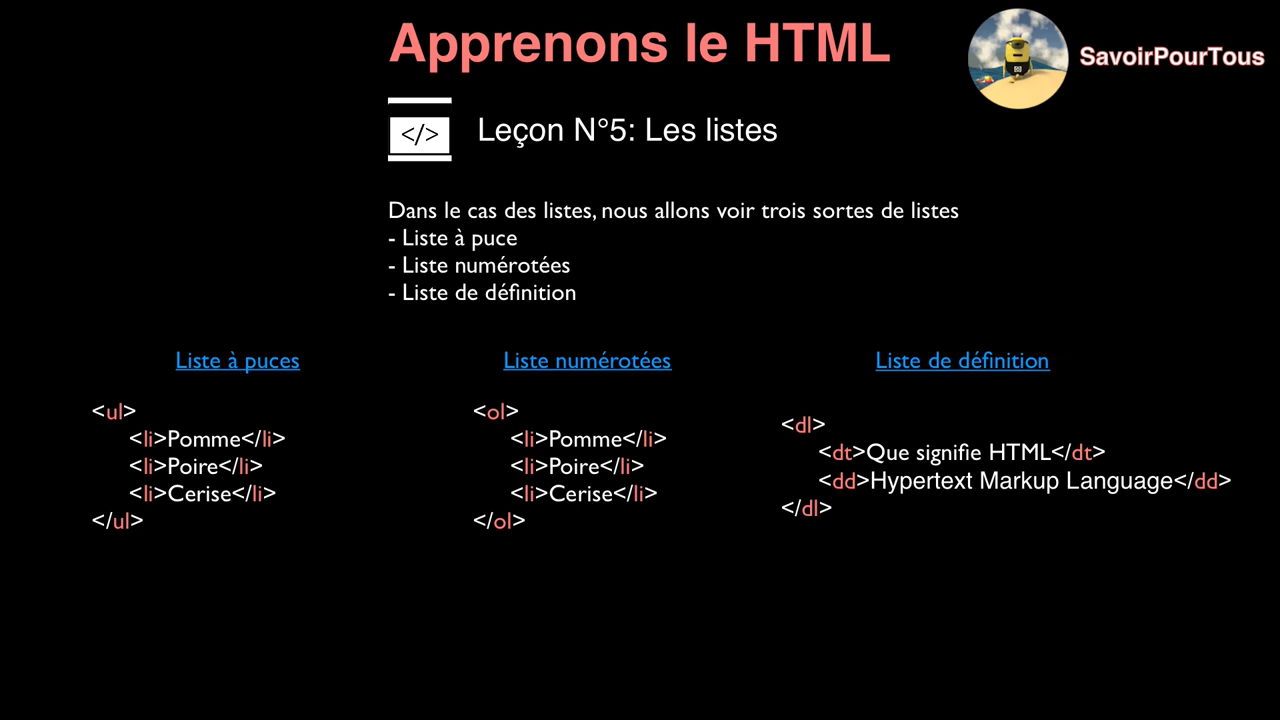 Apprenons le HTML
SavoirPourTous
</>
Leçon N°5: Les listes
Dans le cas des listes, nous allons voir trois sortes de listes
- Liste à puce
- Liste numérotées
- Liste de définition
Liste à puces
<ul>
<li>Pomme</li>
<li>Poire</li>
<li>Cerise</li>
</ul>
Liste numérotées
<ol>
<li>Pomme</li>
<li>Poire</li>
<li>Cerise</li>
</ol>
Liste de définition
<dl>
<dt>Que signifie HTML</dt>
<dd>Hypertext Markup Language</dd>
</dl>